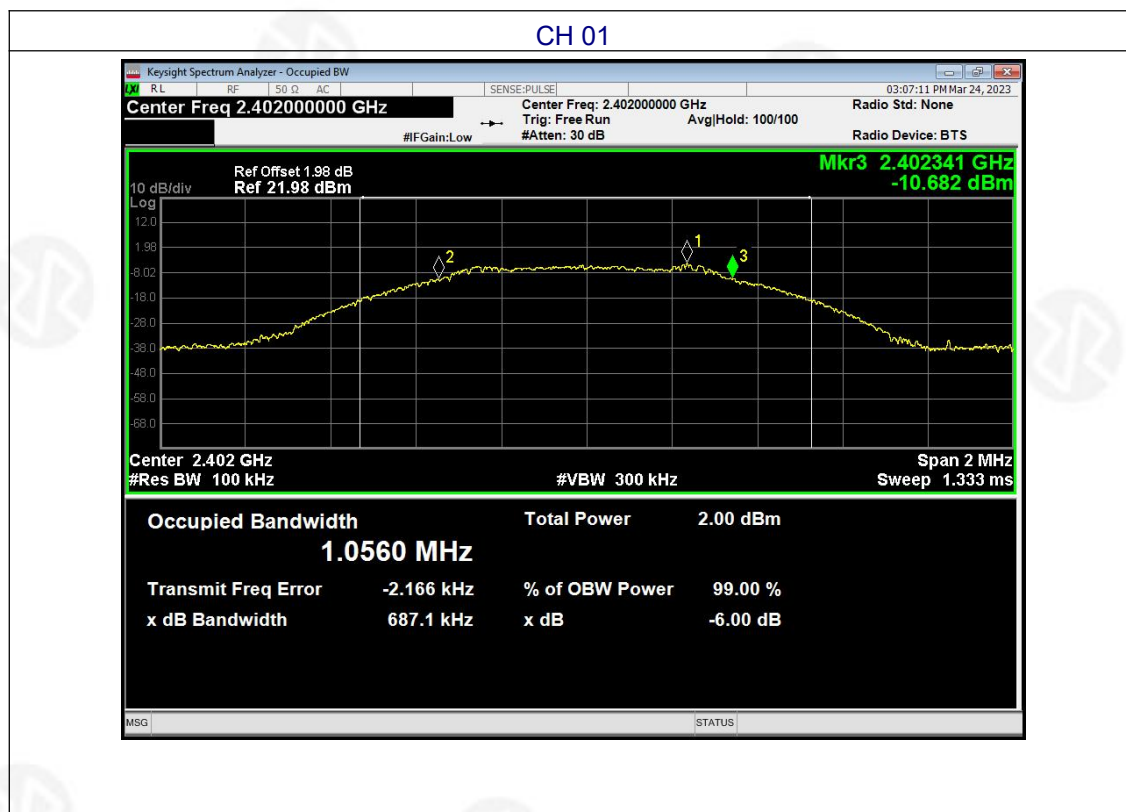 CH 01
Keysight Spectrum Analyzer - Occupied BW
LXI RL RF 50 Ω AC SENSE:PULSE 03:07:11 PM Mar 24, 2023
Center Freq 2.402000000 GHz Center Freq: 2.402000000 GHz Radio Std: None
Trig: Free Run Avg|Hold: 100/100
#IFGain:Low #Atten: 30 dB Radio Device: BTS
Mkr3 2.402341 GHz
Ref Offset 1.98 dB
10 dB/div Ref 21.98 dBm -10.682 dBm
Log
12.0
1
1.98
2 3
-8.02
-18.0
-28.0
-38.0
-48.0
-58.0
-68.0
Center 2.402 GHz Span 2 MHz
#Res BW 100 kHz #VBW 300 kHz Sweep 1.333 ms
Occupied Bandwidth Total Power 2.00 dBm
1.0560 MHz
Transmit Freq Error -2.166 kHz % of OBW Power 99.00 %
x dB Bandwidth 687.1 kHz x dB -6.00 dB
MSG STATUS